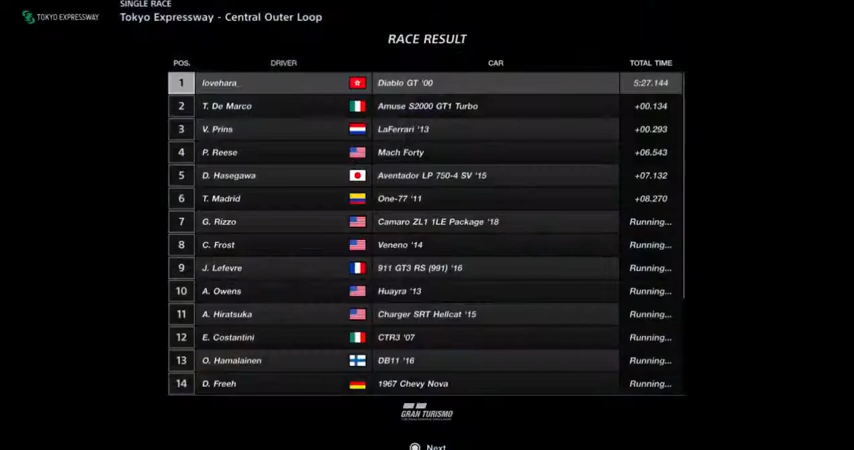 SINGLE RACE
TOKYO EXPRESSWAY
Tokyo Expressway - Central Outer Loop
RACE RESULT
POS. DRIVER CAR TOTAL TIME
1 lovehara_ Diablo GT '00 5:27.144
2 T. De Marco Amuse S2000 GT1 Turbo +00.134
3 V. Prins LaFerrari '13 +00.293
4 P. Reese Mach Forty +06.543
5 D. Hasegawa Aventador LP 750-4 SV '15 +07.132
6 T. Madrid One-77 '11 +08.270
7 G. Rizzo Camaro ZL1 1LE Package '18 Running...
8 C. Frost Veneno '14 Running...
9 J. Lefevre 911 GT3 RS (991) '16 Running...
10 A. Owens Huayra '13 Running...
11 A. Hiratsuka Charger SRT Hellcat '15 Running...
12 E. Costantini CTR3 '07 Running...
13 O. Hamalainen DB11 '16 Running...
14 D. Freeh 1967 Chevy Nova Running...
GRAN TURISMO
Next